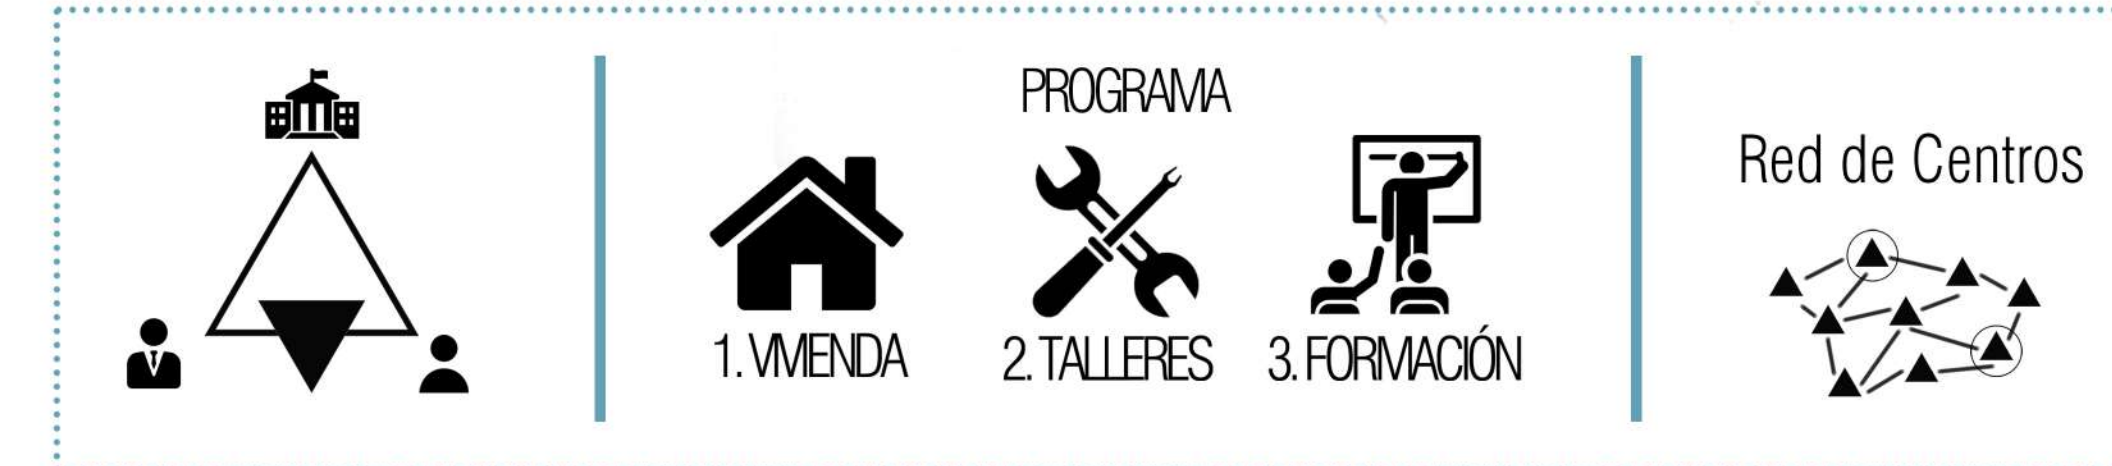 PROGRAMA
1. VIVIENDA
2. TALLERES
3. FORMACIÓN
Red de Centros